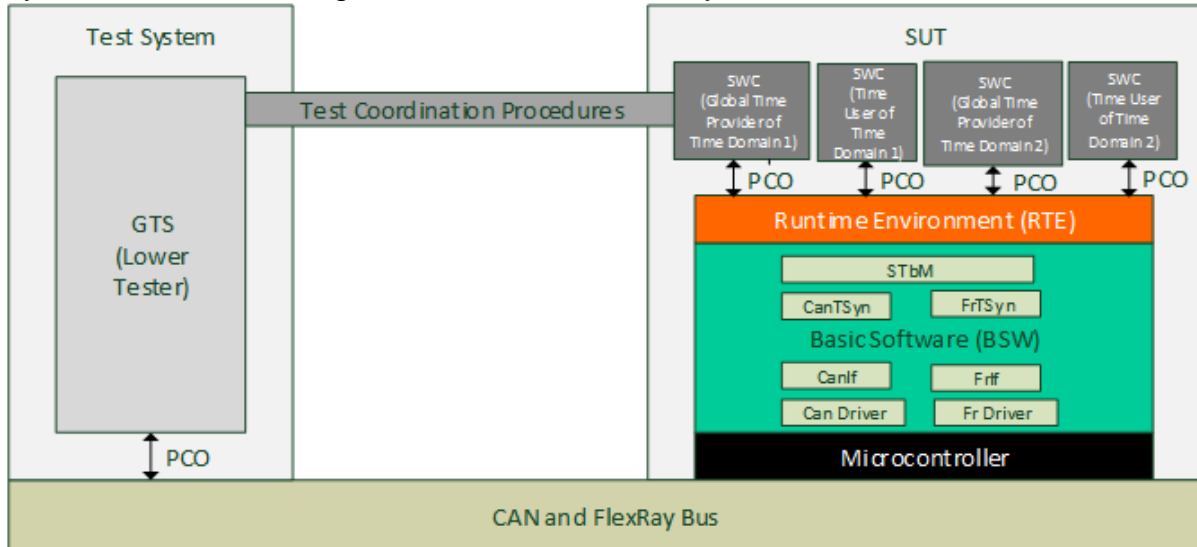 Test System
SUT
GTS
(Lower
Tester)
Test Coordination Procedures
SWC
(Global Time
Provider of
Time Domain 1)
SWC
(Time
User of
Time
Domain 1)
SWC
(Global Time
Provider of
Time Domain 2)
SWC
(Time User
of Time
Domain 2)
PCO
PCO
PCO
PCO
Runtime Environment (RTE)
STbM
CanTSyn
FrTSyn
Basic Software (BSW)
CanIf
FrIf
Can Driver
Fr Driver
Microcontroller
PCO
CAN and FlexRay Bus